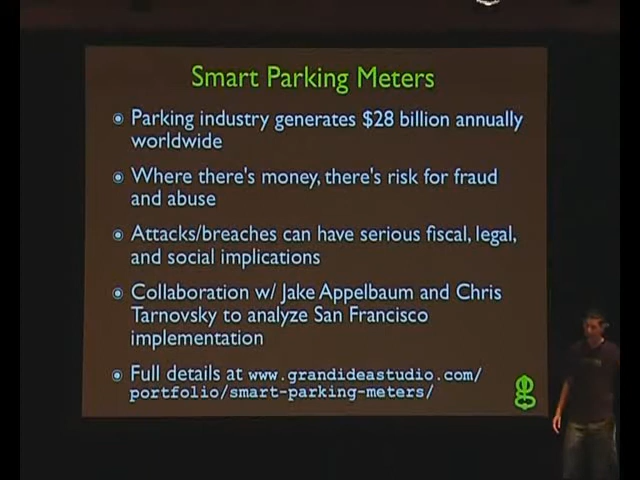 Smart Parking Meters
Parking industry generates $28 billion annually
worldwide
Where there's money, there's risk for fraud
and abuse
Attacks/breaches can have serious fiscal, legal,
and social implications
Collaboration w/ Jake Appelbaum and Chris
Tarnovsky to analyze San Francisco
implementation
Full details at www.grandideastudio.com/
portfolio/smart-parking-meters/